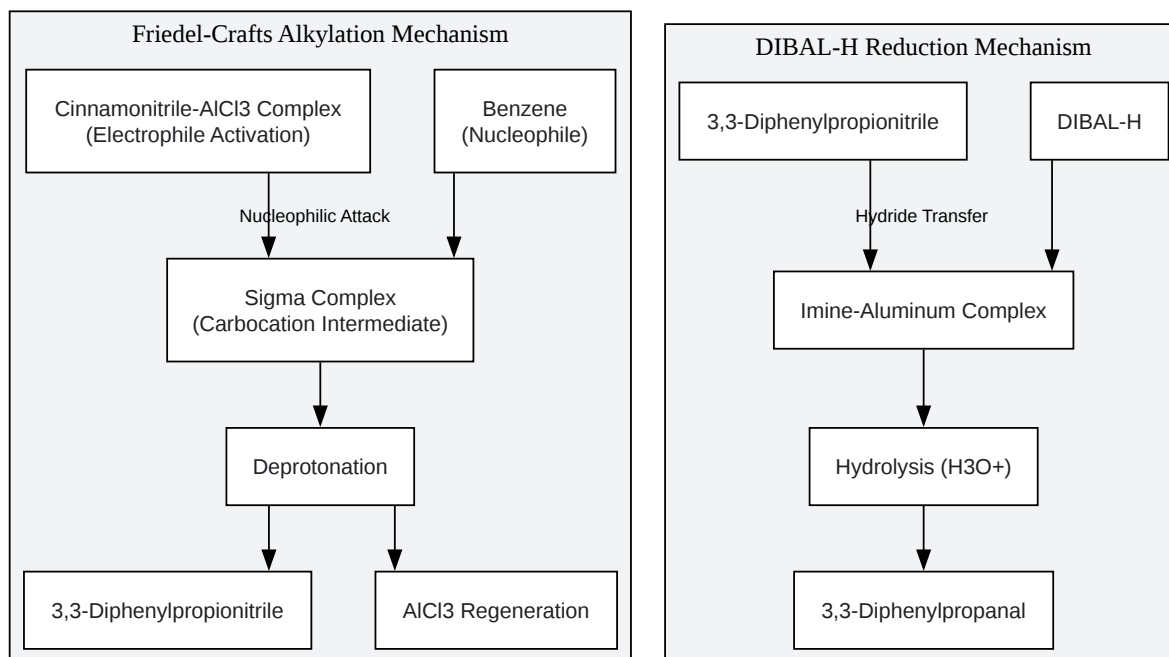 Friedel-Crafts Alkylation Mechanism
Cinnamonitrile-AlCl3 Complex
(Electrophile Activation)
Benzene
(Nucleophile)
Nucleophilic Attack
Sigma Complex
(Carbocation Intermediate)
Deprotonation
3,3-Diphenylpropionitrile
AlCl3 Regeneration
DIBAL-H Reduction Mechanism
3,3-Diphenylpropionitrile
DIBAL-H
Hydride Transfer
Imine-Aluminum Complex
Hydrolysis (H3O+)
3,3-Diphenylpropanal